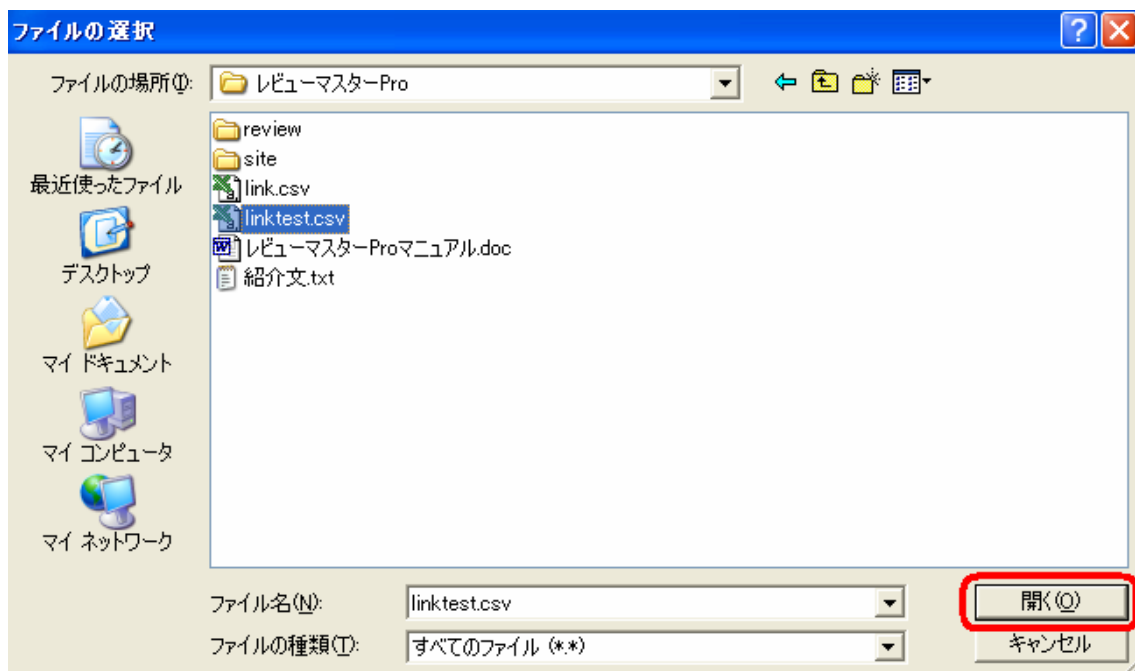 ファイルの選択
ファイルの場所(I):
レビューマスターPro
最近使ったファイル
デスクトップ
マイ ドキュメント
マイ コンピュータ
マイ ネットワーク
review
site
link.csv
linktest.csv
レビューマスターProマニュアル.doc
紹介文.txt
ファイル名(N):
linktest.csv
開く(O)
ファイルの種類(T):
すべてのファイル (*.*)
キャンセル